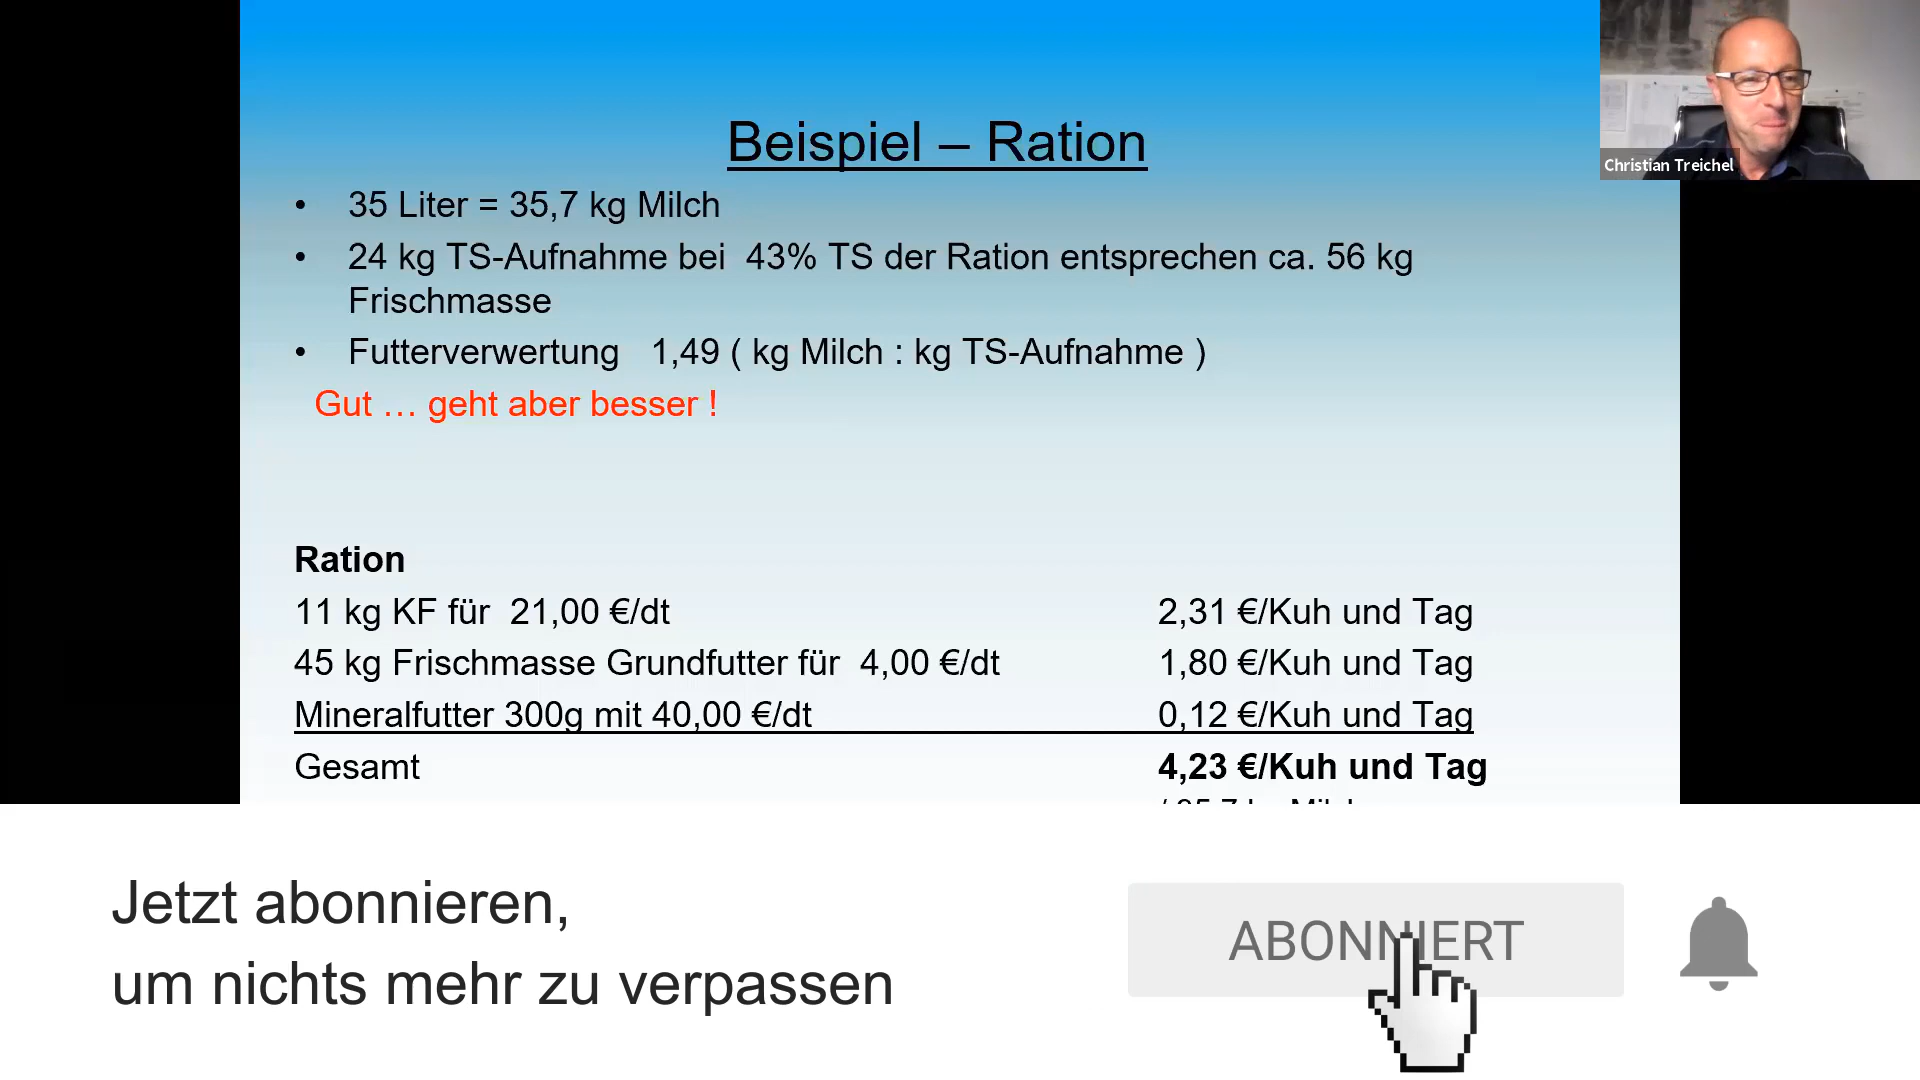 Beispiel – Ration
Christian Treichel
• 35 Liter = 35,7 kg Milch
• 24 kg TS-Aufnahme bei 43% TS der Ration entsprechen ca. 56 kg
Frischmasse
• Futterverwertung 1,49 ( kg Milch : kg TS-Aufnahme )
Gut … geht aber besser !
Ration
11 kg KF für 21,00 €/dt 2,31 €/Kuh und Tag
45 kg Frischmasse Grundfutter für 4,00 €/dt 1,80 €/Kuh und Tag
Mineralfutter 300g mit 40,00 €/dt 0,12 €/Kuh und Tag
Gesamt 4,23 €/Kuh und Tag
Jetzt abonnieren,
um nichts mehr zu verpassen
ABONNIERT